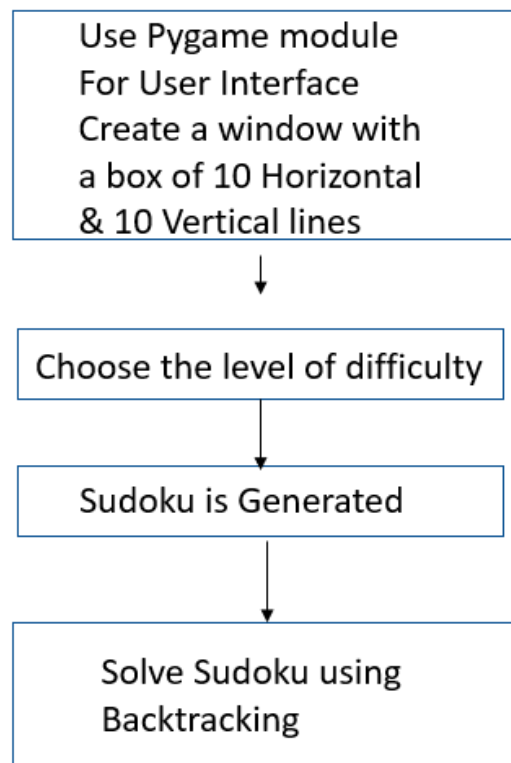 Use Pygame module
For User Interface
Create a window with
a box of 10 Horizontal
& 10 Vertical lines
Choose the level of difficulty
Sudoku is Generated
Solve Sudoku using
Backtracking